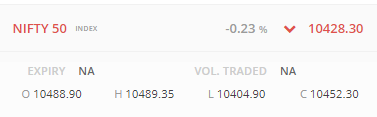 NIFTY 50 INDEX -0.23 % 10428.30
EXPIRY NA VOL. TRADED NA
O 10488.90 H 10489.35 L 10404.90 C 10452.30